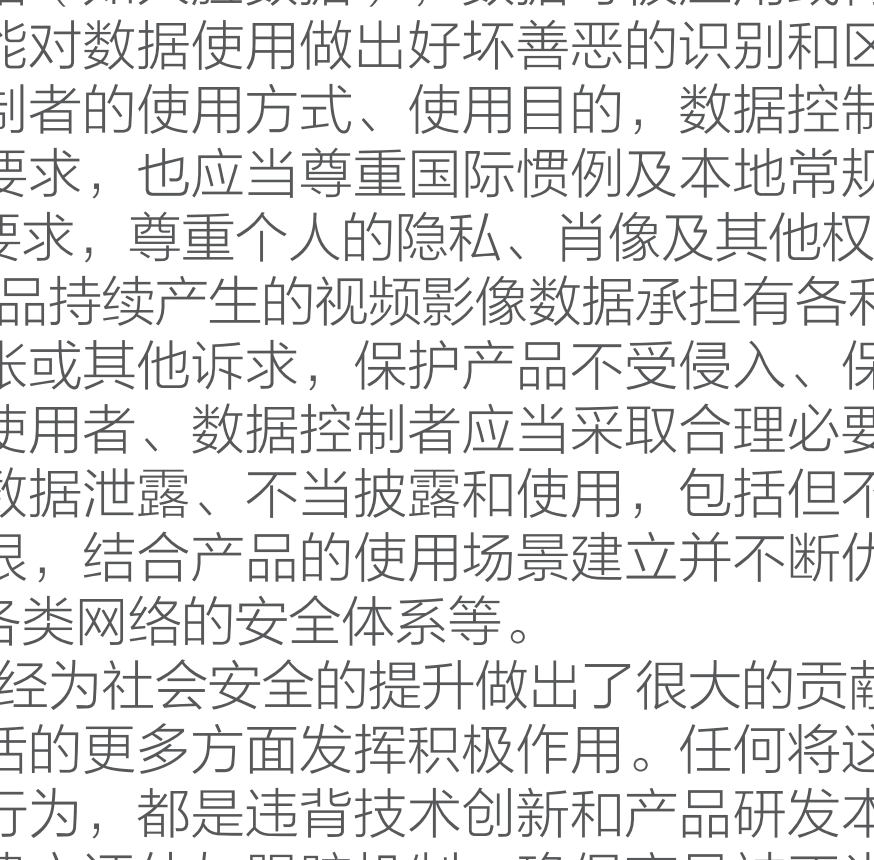 能对数据使用做出好坏善恶的识别和区
制者的使用方式、使用目的，数据控制
要求，也应当尊重国际惯例及本地常规
要求，尊重个人的隐私、肖像及其他权
品持续产生的视频影像数据承担有各种
张或其他诉求，保护产品不受侵入、保
使用者、数据控制者应当采取合理必要
数据泄露、不当披露和使用，包括但不
限，结合产品的使用场景建立并不断优
各类网络的安全体系等。
经为社会安全的提升做出了很大的贡献
活的更多方面发挥积极作用。任何将这
行为，都是违背技术创新和产品研发本